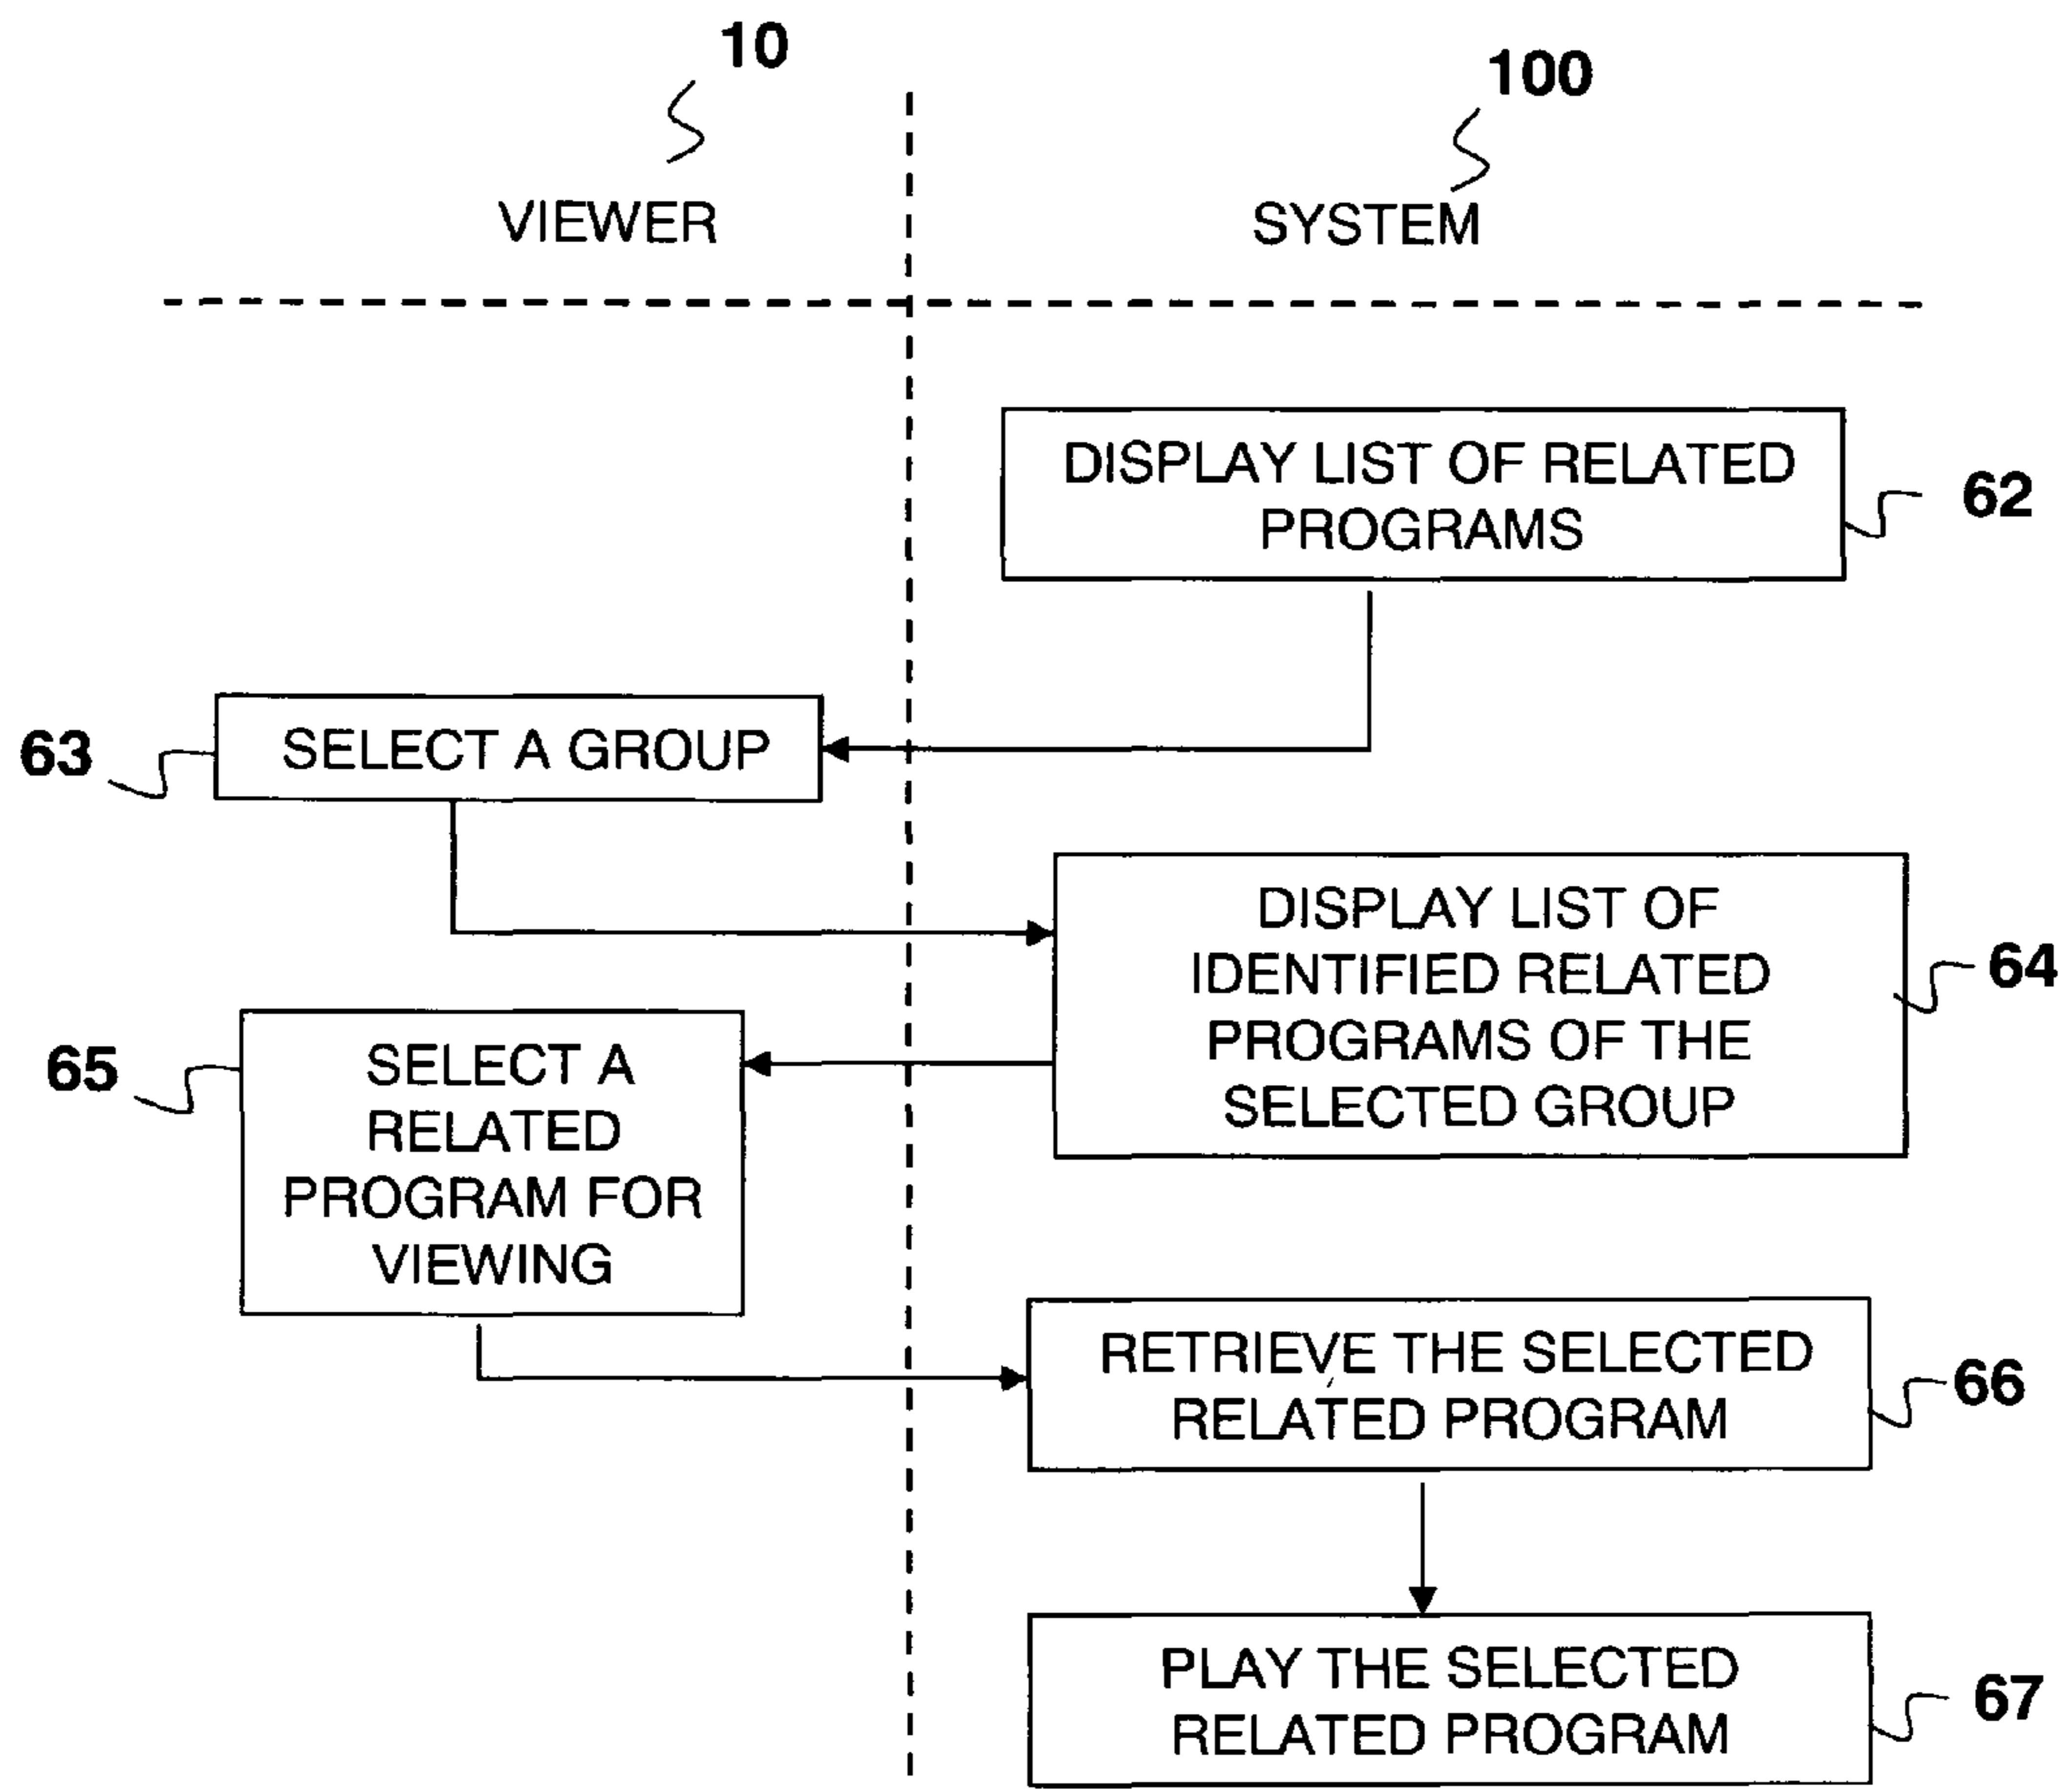 10
100
VIEWER
SYSTEM
DISPLAY LIST OF RELATED
PROGRAMS
62
63
SELECT A GROUP
DISPLAY LIST OF
IDENTIFIED RELATED
PROGRAMS OF THE
SELECTED GROUP
64
65
SELECT A
RELATED
PROGRAM FOR
VIEWING
RETRIEVE THE SELECTED
RELATED PROGRAM
66
PLAY THE SELECTED
RELATED PROGRAM
67